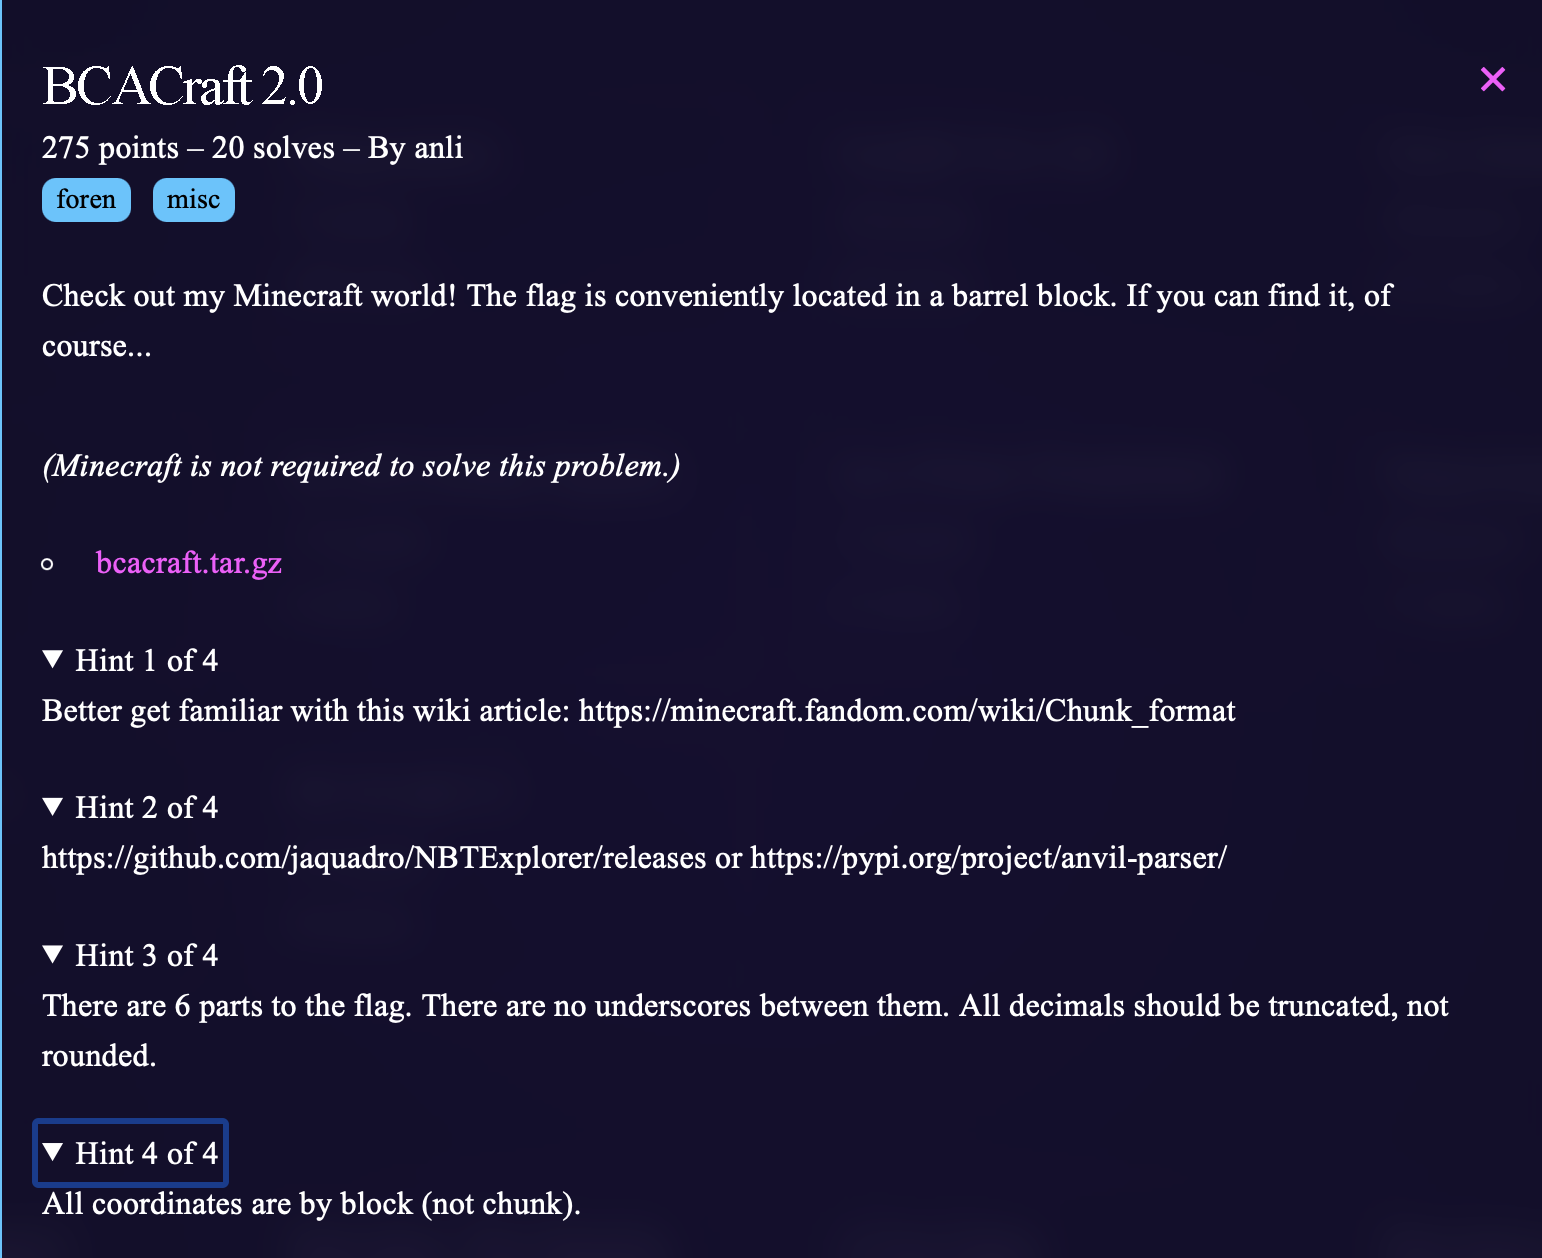 BCACraft 2.0
275 points – 20 solves – By anli
foren misc
Check out my Minecraft world! The flag is conveniently located in a barrel block. If you can find it, of
course...
(Minecraft is not required to solve this problem.)
bcacraft.tar.gz
Hint 1 of 4
Better get familiar with this wiki article: https://minecraft.fandom.com/wiki/Chunk_format
Hint 2 of 4
https://github.com/jaquadro/NBTExplorer/releases or https://pypi.org/project/anvil-parser/
Hint 3 of 4
There are 6 parts to the flag. There are no underscores between them. All decimals should be truncated, not
rounded.
Hint 4 of 4
All coordinates are by block (not chunk).